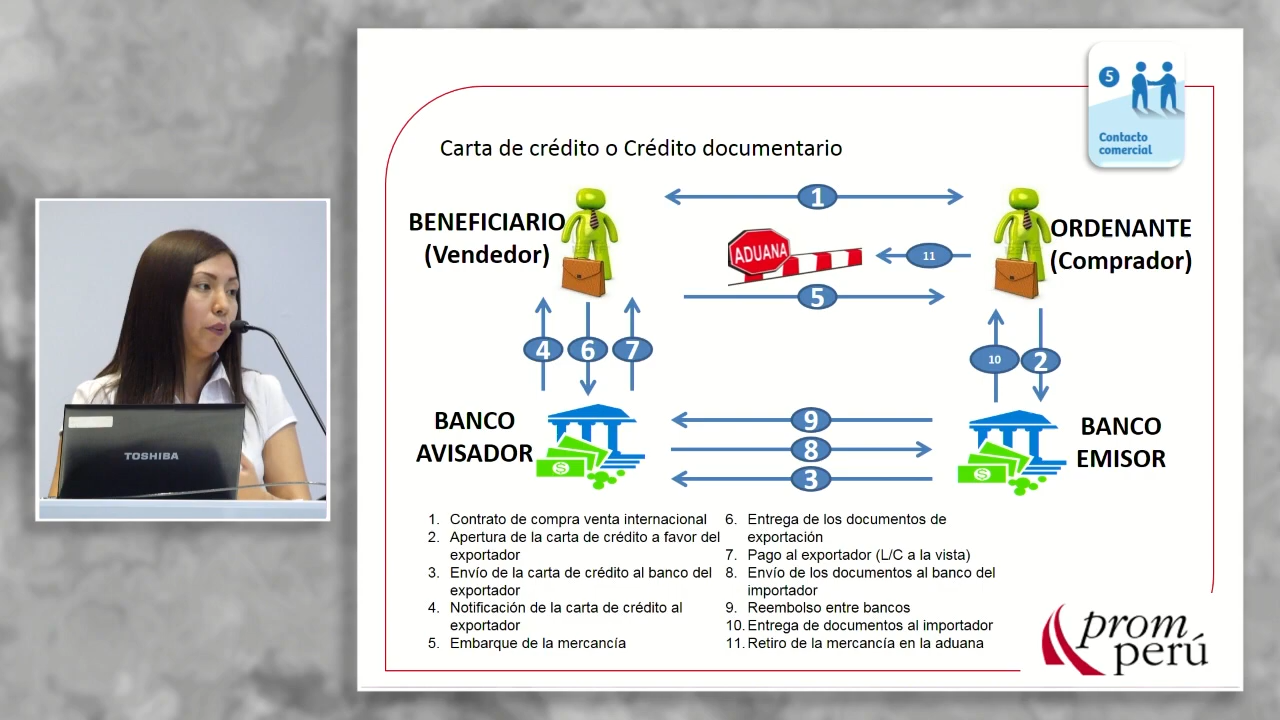 5
Contacto
comercial
Carta de crédito o Crédito documentario
1
BENEFICIARIO
(Vendedor)
ORDENANTE
(Comprador)
ADUANA
11
5
4
6
7
10
2
BANCO
AVISADOR
BANCO
EMISOR
9
8
3
$
$
TOSHIBA
1. Contrato de compra venta internacional
2. Apertura de la carta de crédito a favor del
exportador
3. Envío de la carta de crédito al banco del
exportador
4. Notificación de la carta de crédito al
exportador
5. Embarque de la mercancía
6. Entrega de los documentos de
exportación
7. Pago al exportador (L/C a la vista)
8. Envío de los documentos al banco del
importador
9. Reembolso entre bancos
10. Entrega de documentos al importador
11. Retiro de la mercancía en la aduana
prom
perú